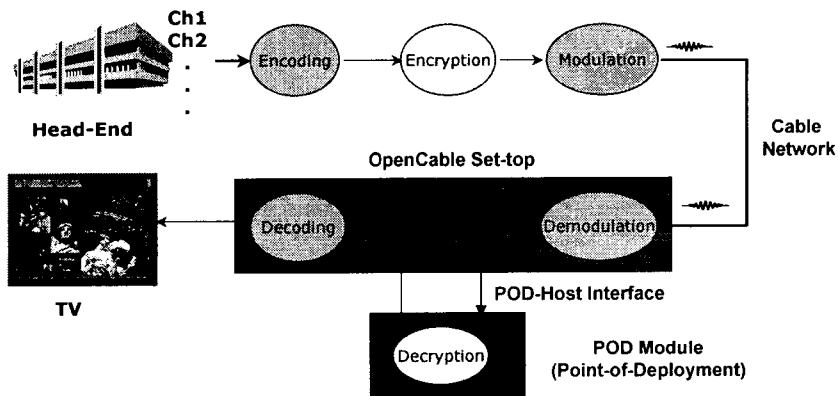 Ch1
Ch2
.
.
.
Head-End
Encoding
Encryption
Modulation
Cable
Network
OpenCable Set-top
Decoding
Demodulation
TV
POD-Host Interface
Decryption
POD Module
(Point-of-Deployment)